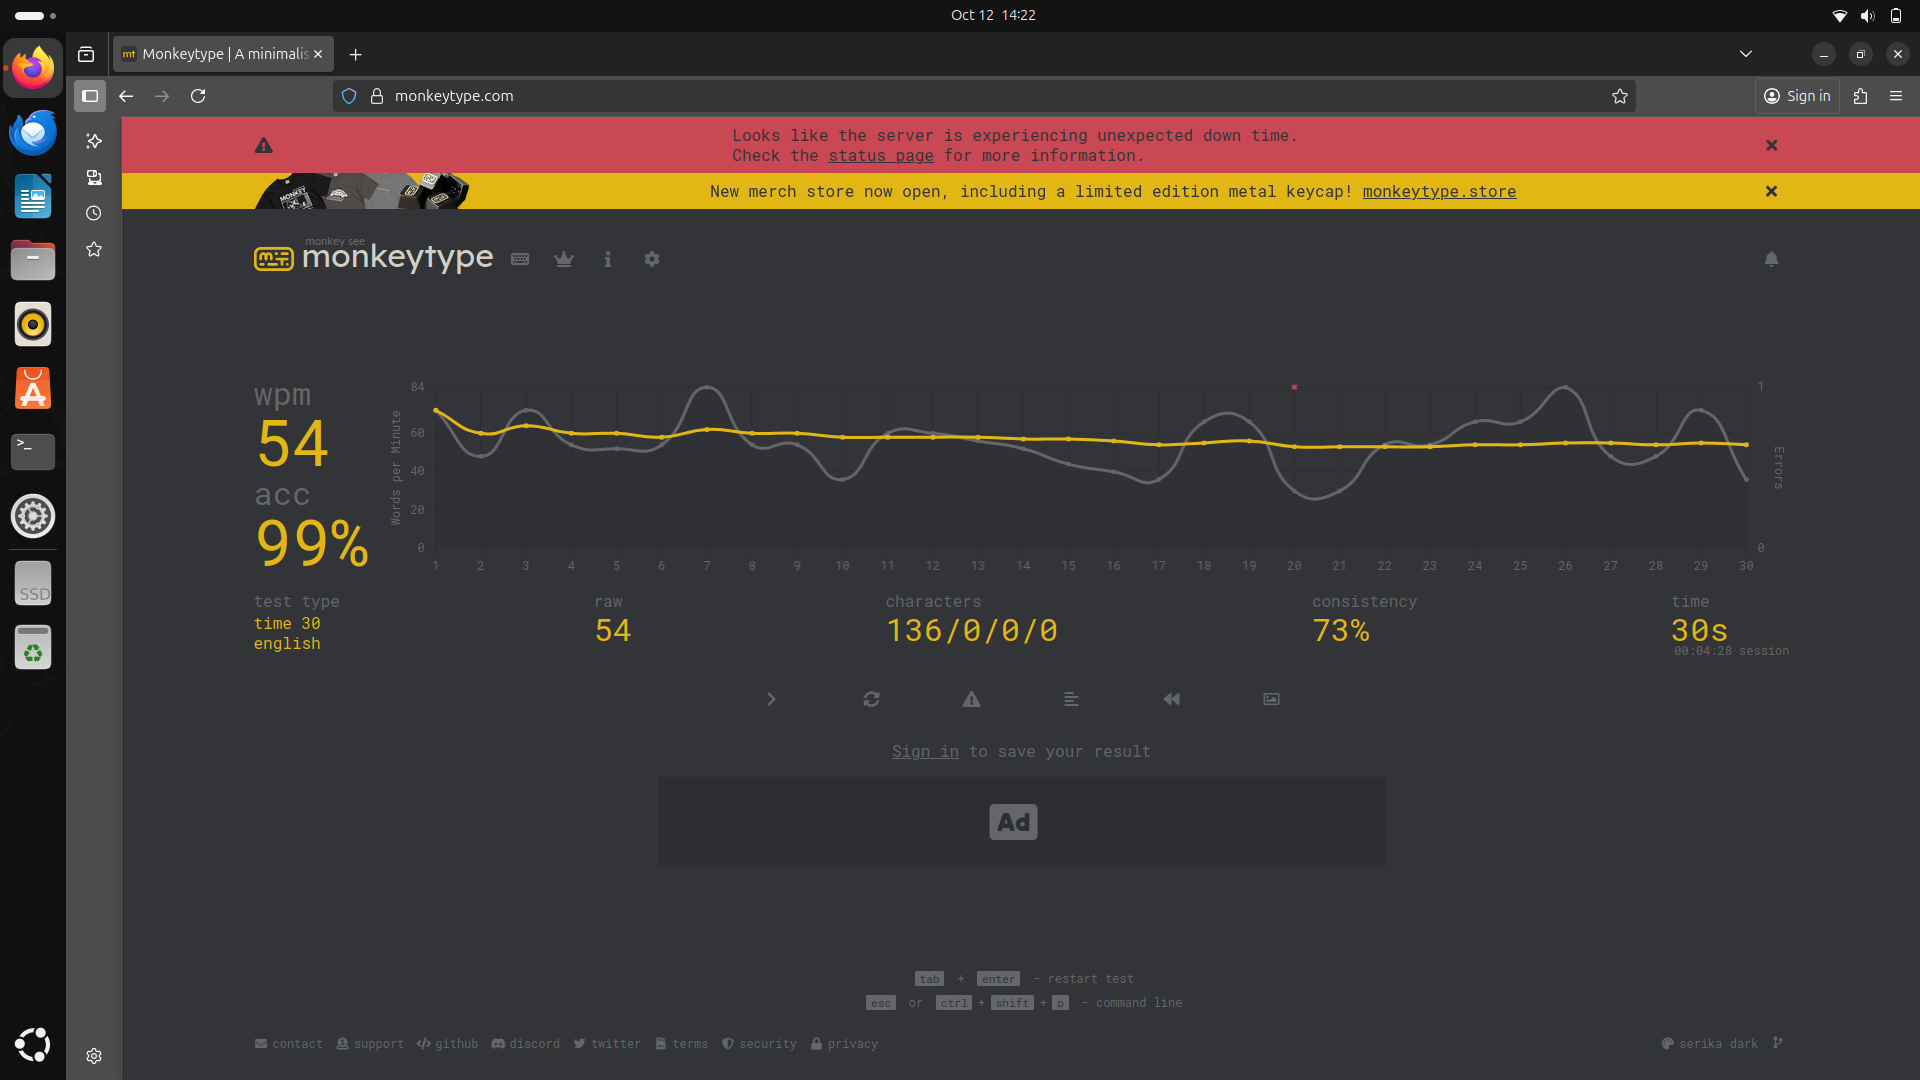 Oct 12 14:22
mt Monkeytype | A minimalis
monkeytype.com
Sign in
Looks like the server is experiencing unexpected down time.
Check the status page for more information.
MONKEY
New merch store now open, including a limited edition metal keycap! monkeytype.store
monkey see
monkeytype
wpm
54
acc
99%
Words per Minute
84
60
40
20
0
1
0
Errors
1 2 3 4 5 6 7 8 9 10 11 12 13 14 15 16 17 18 19 20 21 22 23 24 25 26 27 28 29 30
test type
time 30
english
raw
54
characters
136/0/0/0
consistency
73%
time
30s
00:04:28 session
Sign in to save your result
Ad
tab + enter - restart test
esc or ctrl + shift + p - command line
contact support github discord twitter terms security privacy
serika dark
SSD